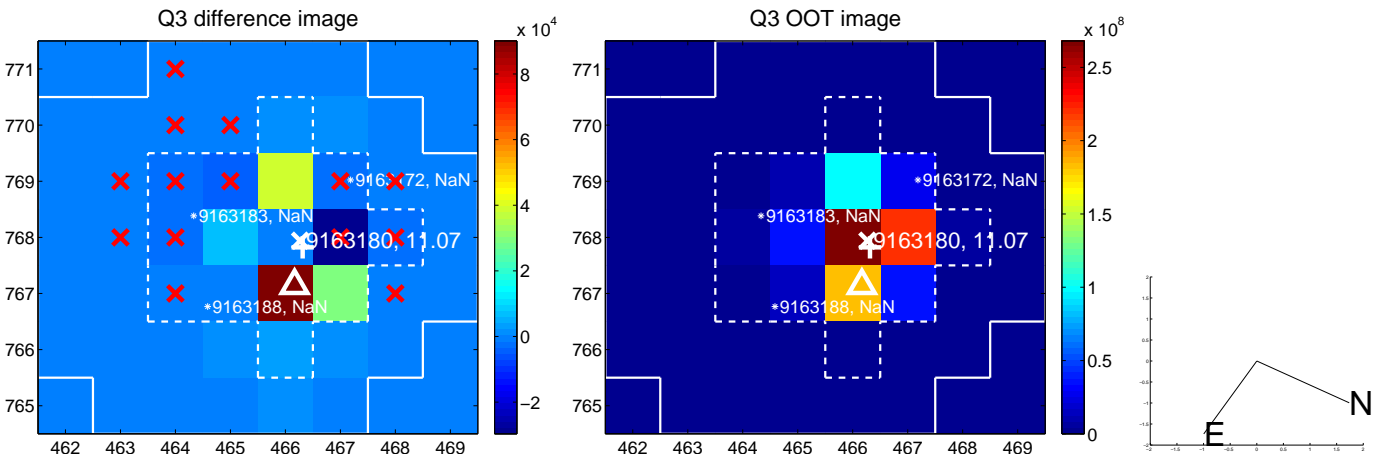 Q3 difference image
x 10^4
771
770
769
768
767
766
765
462 463 464 465 466 467 468 469
8
6
4
2
0
−2
9163172, NaN
9163183, NaN
9163180, 11.07
9163188, NaN
Q3 OOT image
x 10^8
771
770
769
768
767
766
765
462 463 464 465 466 467 468 469
2.5
2
1.5
1
0.5
0
9163172, NaN
9163183, NaN
9163180, 11.07
9163188, NaN
N
E